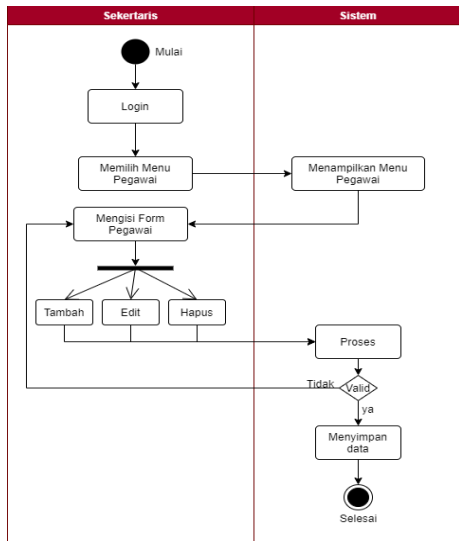 Sekertaris
Sistem
Mulai
Login
Memilih Menu
Pegawai
Menampilkan Menu
Pegawai
Mengisi Form
Pegawai
Tambah
Edit
Hapus
Proses
Tidak
Valid
ya
Menyimpan
data
Selesai